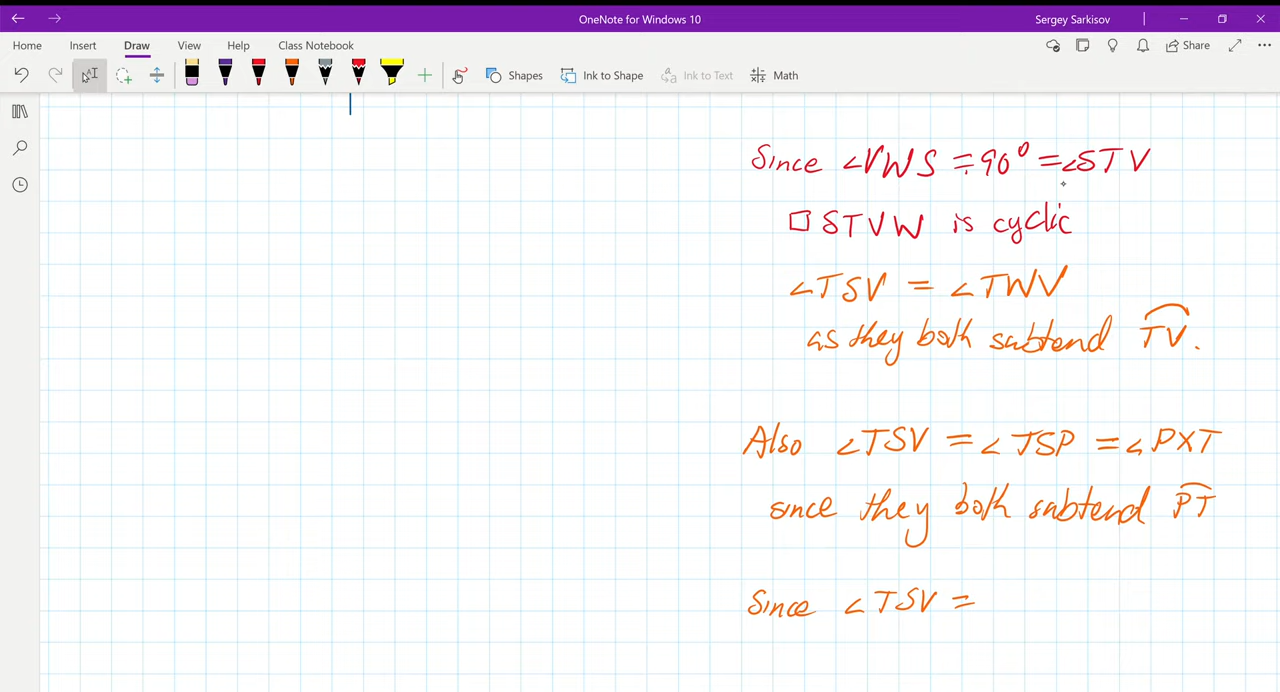 OneNote for Windows 10
Sergey Sarkisov
Home Insert Draw View Help Class Notebook
Share
Shapes Ink to Shape Ink to Text Math
Since ∠VWS = 90° = ∠STV
□ STVW is cyclic
∠TSV = ∠TWV
as they both subtend T͡V.
Also ∠TSV = ∠TSP = ∠PXT
since they both subtend P͡T
Since ∠TSV =